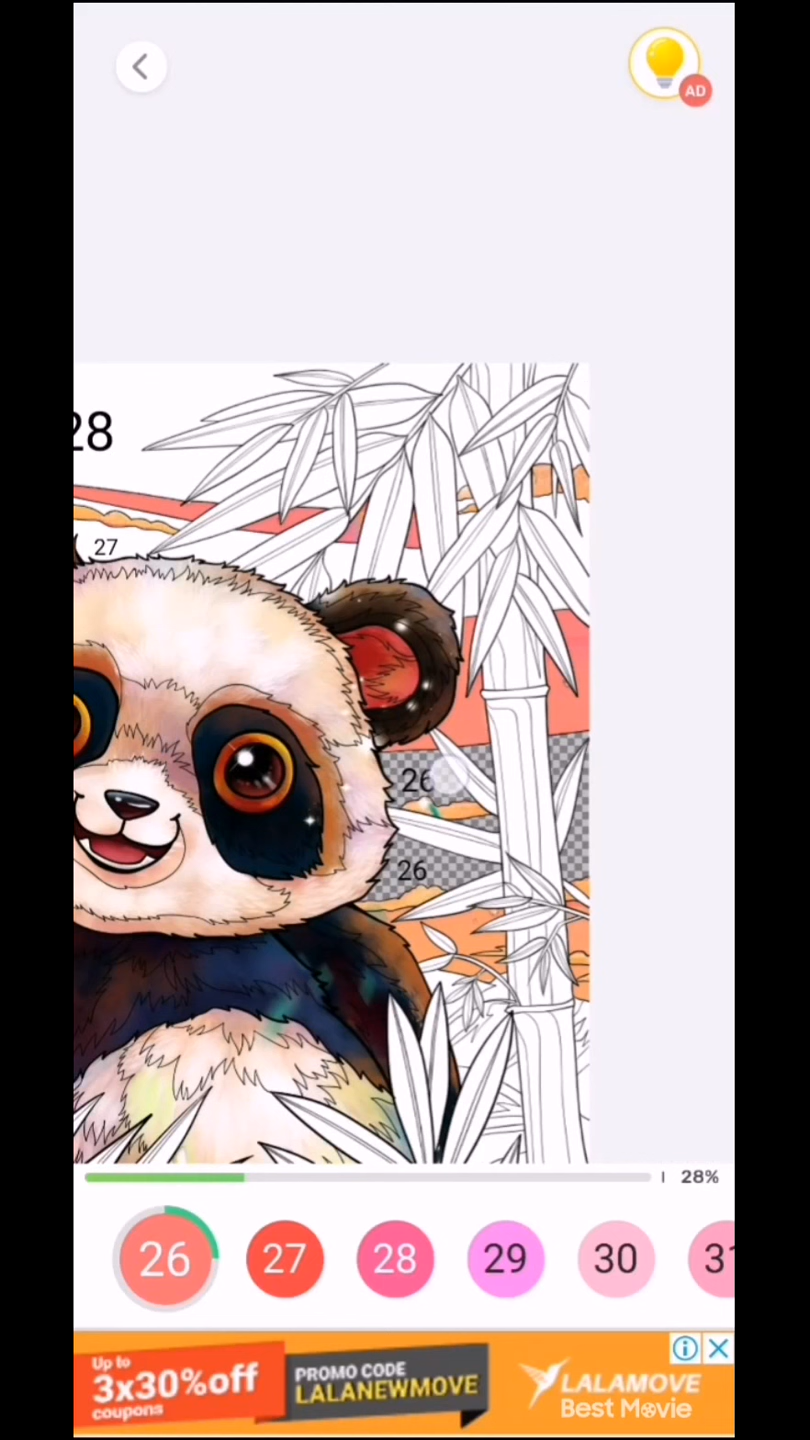 AD
28
27
26
26
28%
26 27 28 29 30 31
Up to
3x30%off
coupons
PROMO CODE
LALANEWMOVE
LALAMOVE
Best Movie